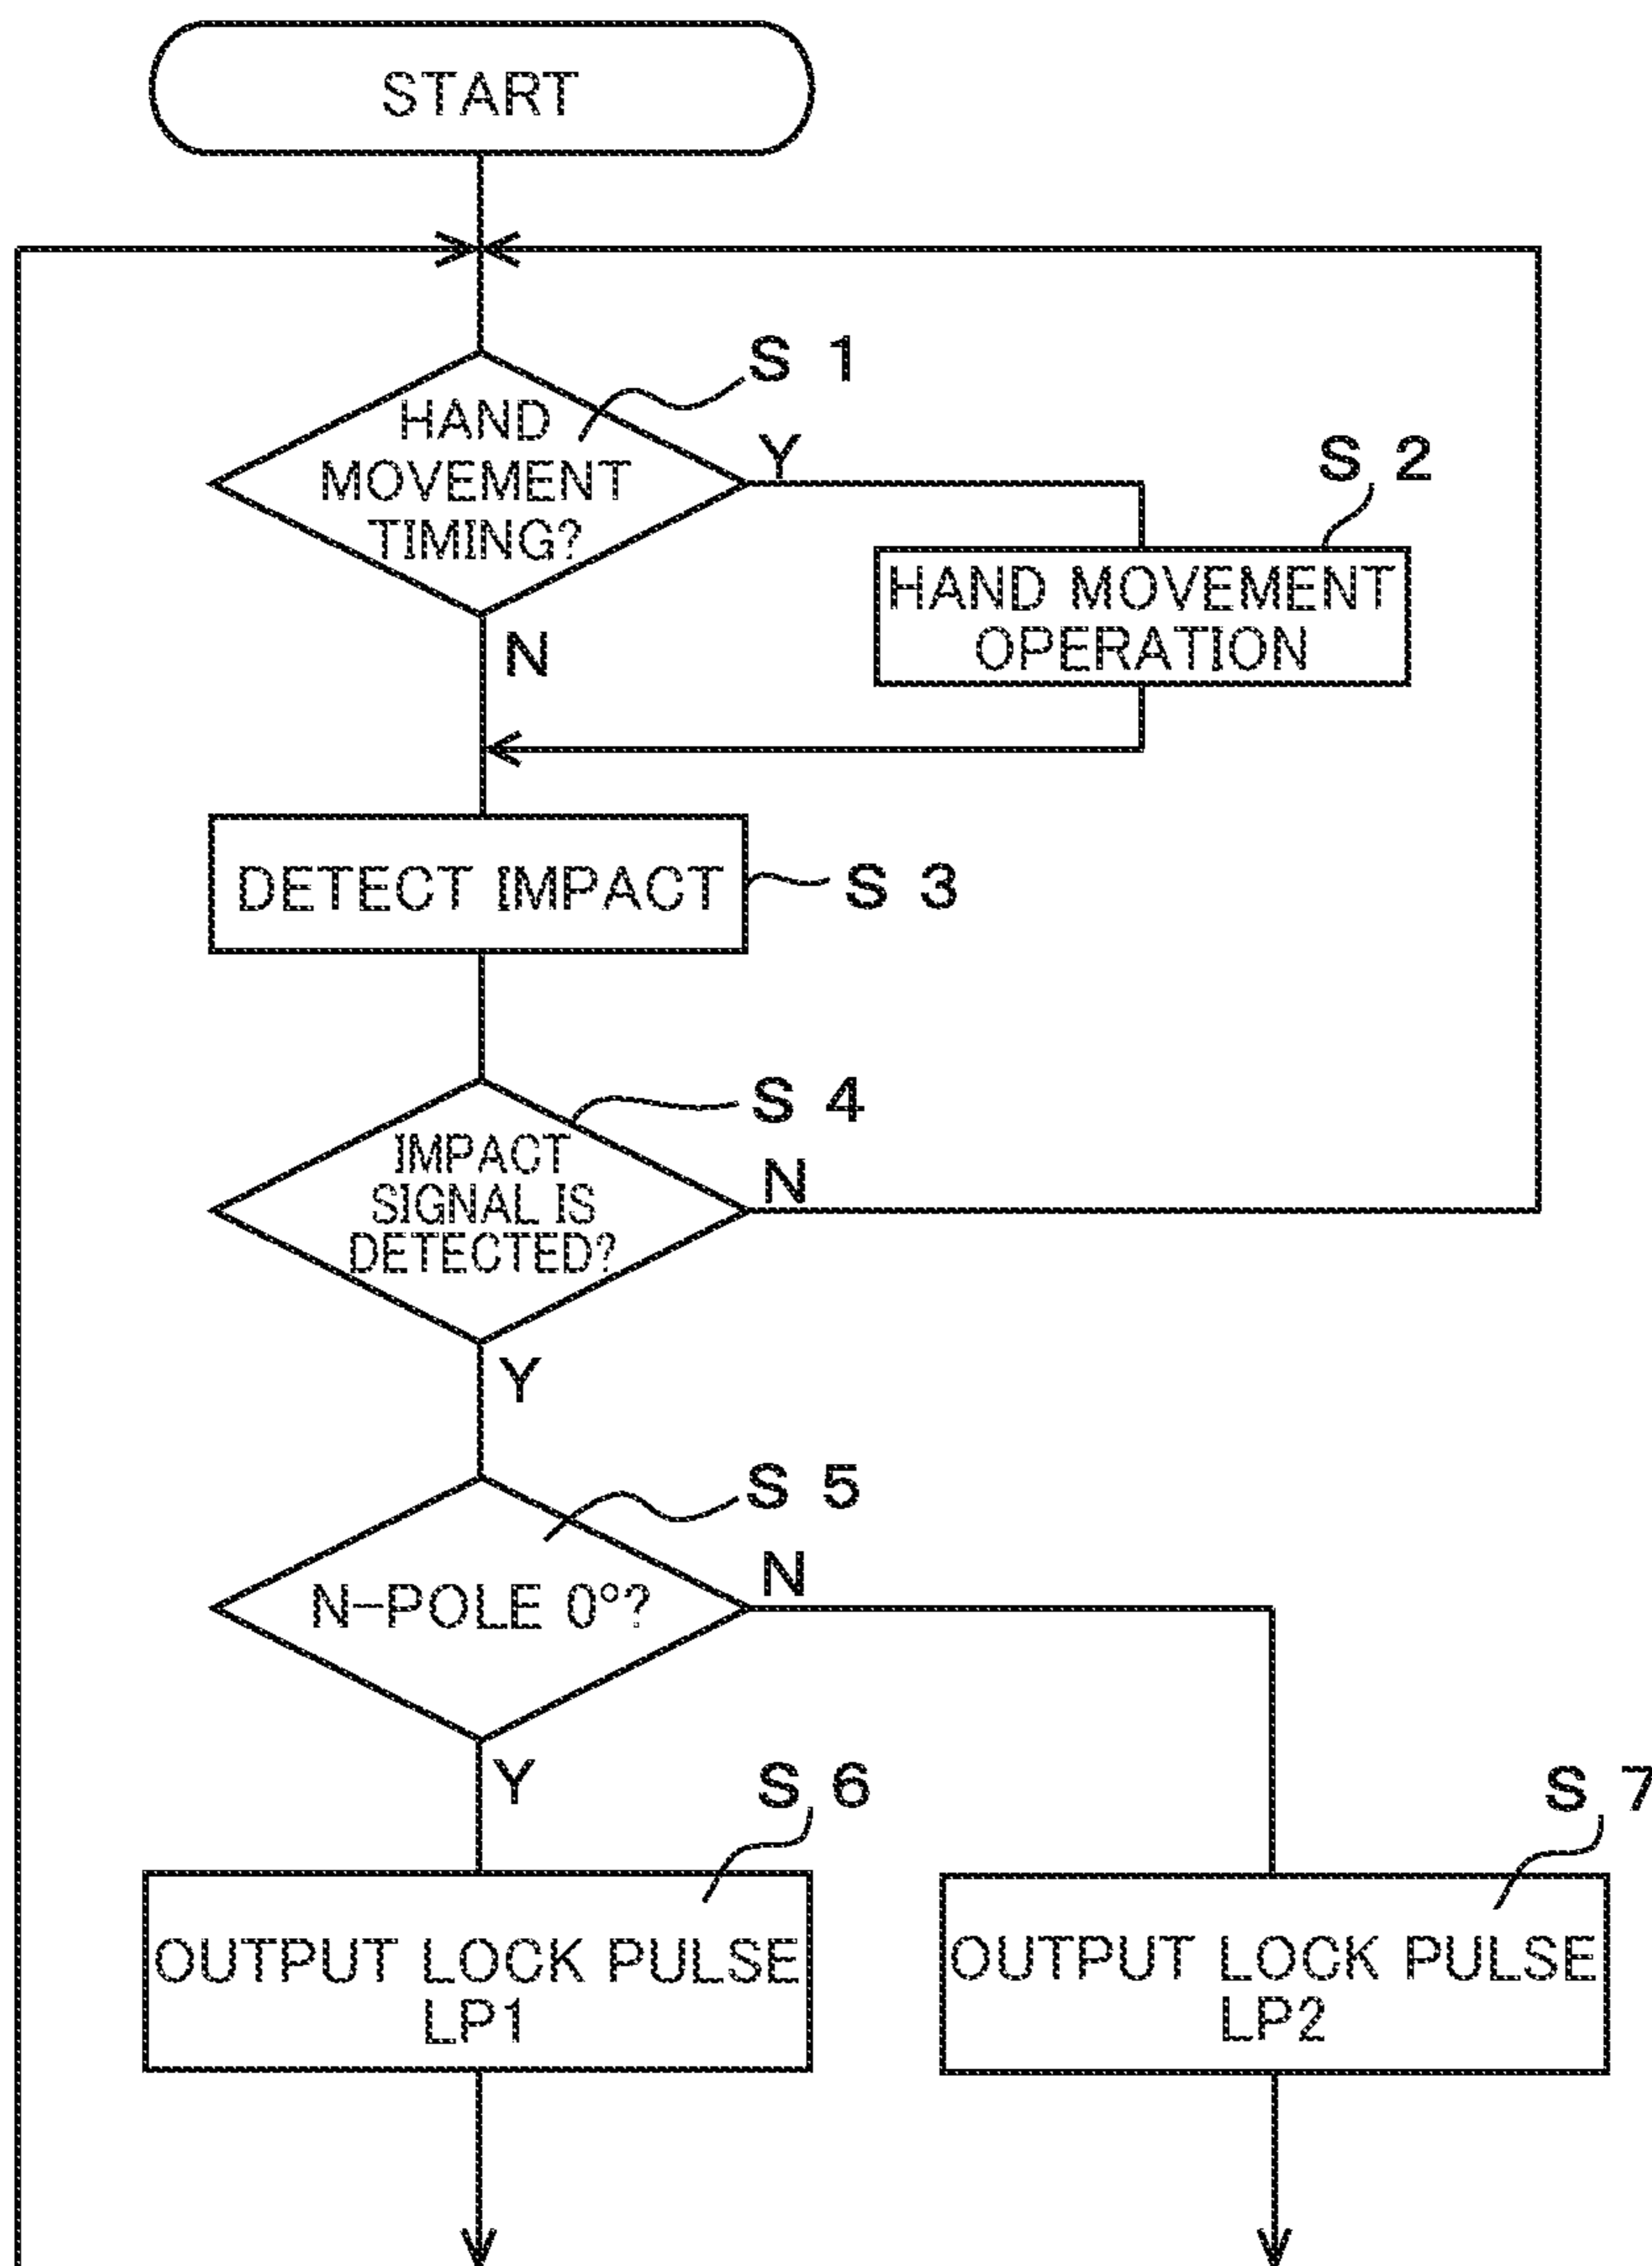 START
S 1
HAND
MOVEMENT
TIMING?
Y
S 2
HAND MOVEMENT
OPERATION
N
DETECT IMPACT
S 3
S 4
IMPACT
SIGNAL IS
DETECTED?
N
Y
S 5
N-POLE 0°?
N
Y
S 6
S 7
OUTPUT LOCK PULSE
LP1
OUTPUT LOCK PULSE
LP2